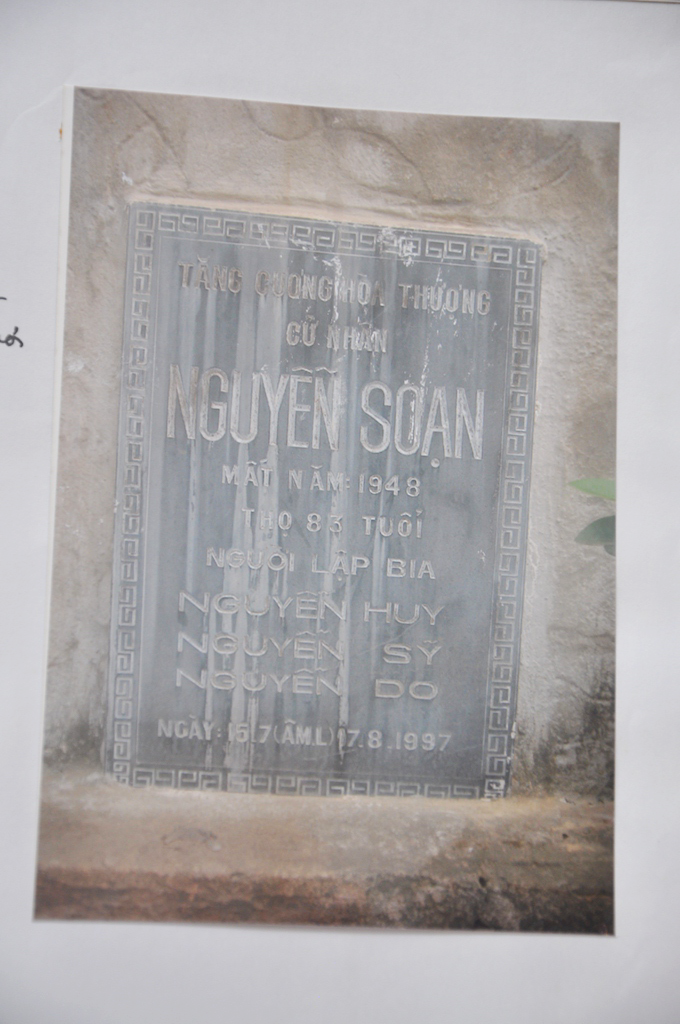 TĂNG CƯƠNG HÒA THƯỢNG
CỬ NHÂN
NGUYỄN SOẠN
MẤT NĂM: 1948
THỌ 83 TUỔI
NGƯỜI LẬP BIA
NGUYỄN HUY
NGUYỄN SỸ
NGUYỄN DO
NGÀY: 15.7(ÂM.L) 17.8.1997